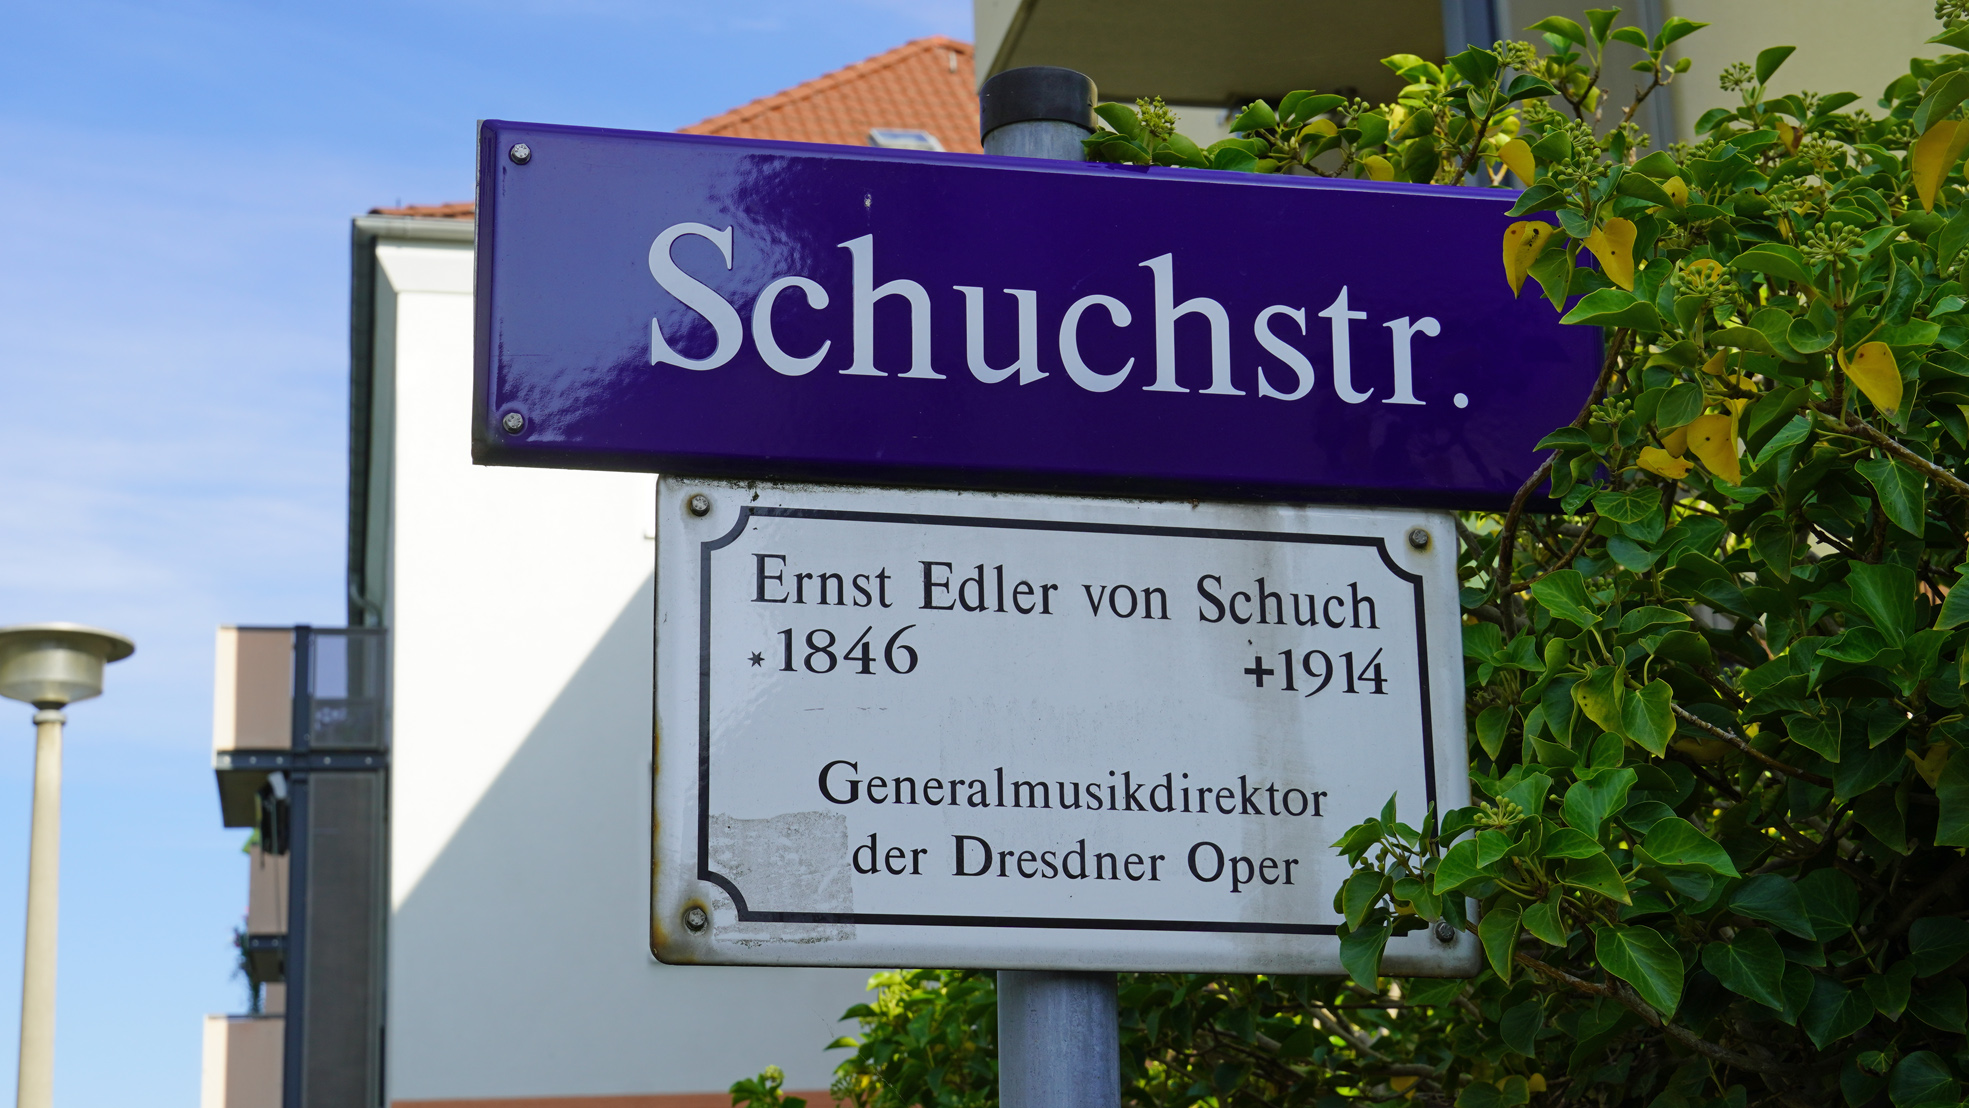 Schuchstr.
Ernst Edler von Schuch
*1846 +1914
Generalmusikdirektor
der Dresdner Oper